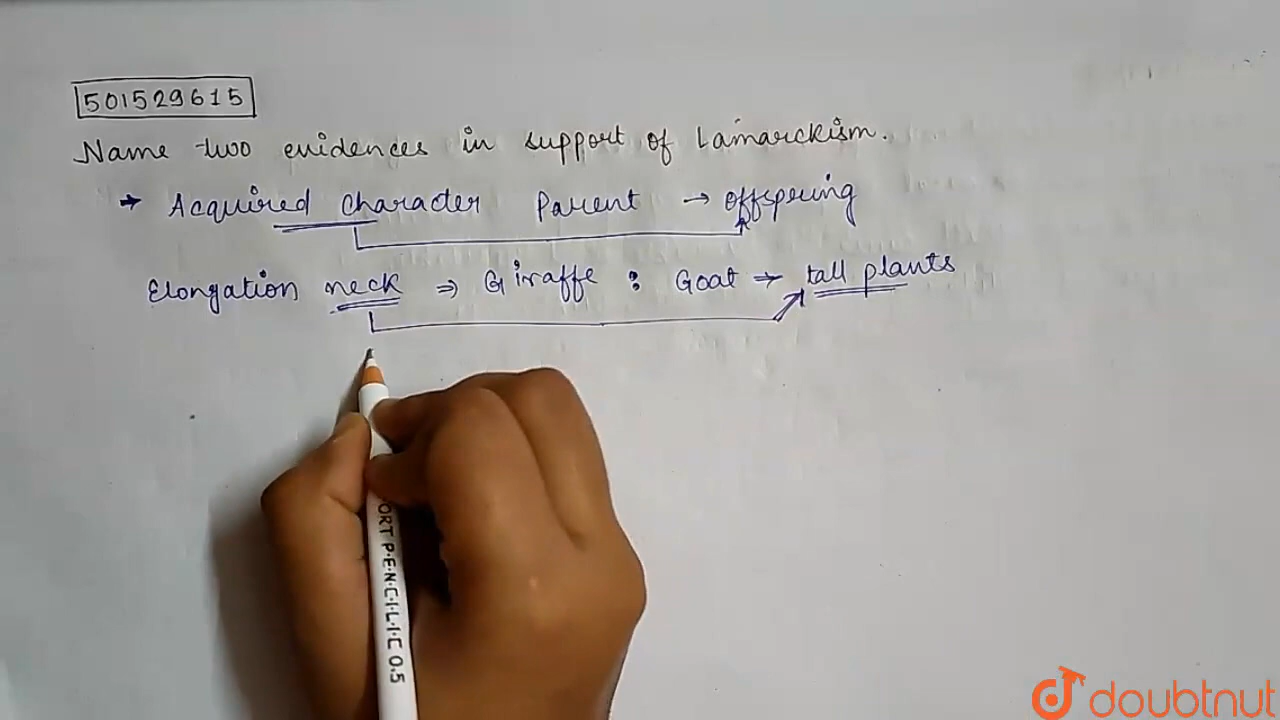 501529615
Name two evidences in support of Lamarckism.
→ Acquired character Parent → offspring
Elongation neck ⇒ Giraffe : Goat → tall plants
ORT P·E·N·C·I·L·I·C 0.5
doubtnut